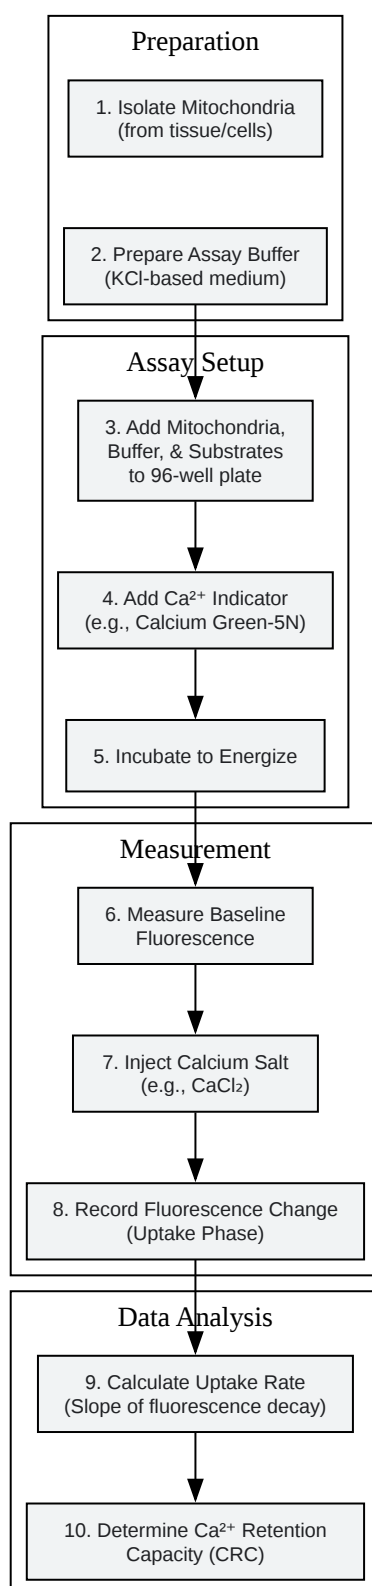 Preparation
1. Isolate Mitochondria
(from tissue/cells)
2. Prepare Assay Buffer
(KCl-based medium)
Assay Setup
3. Add Mitochondria,
Buffer, & Substrates
to 96-well plate
4. Add Ca²⁺ Indicator
(e.g., Calcium Green-5N)
5. Incubate to Energize
Measurement
6. Measure Baseline
Fluorescence
7. Inject Calcium Salt
(e.g., CaCl₂)
8. Record Fluorescence Change
(Uptake Phase)
Data Analysis
9. Calculate Uptake Rate
(Slope of fluorescence decay)
10. Determine Ca²⁺ Retention
Capacity (CRC)